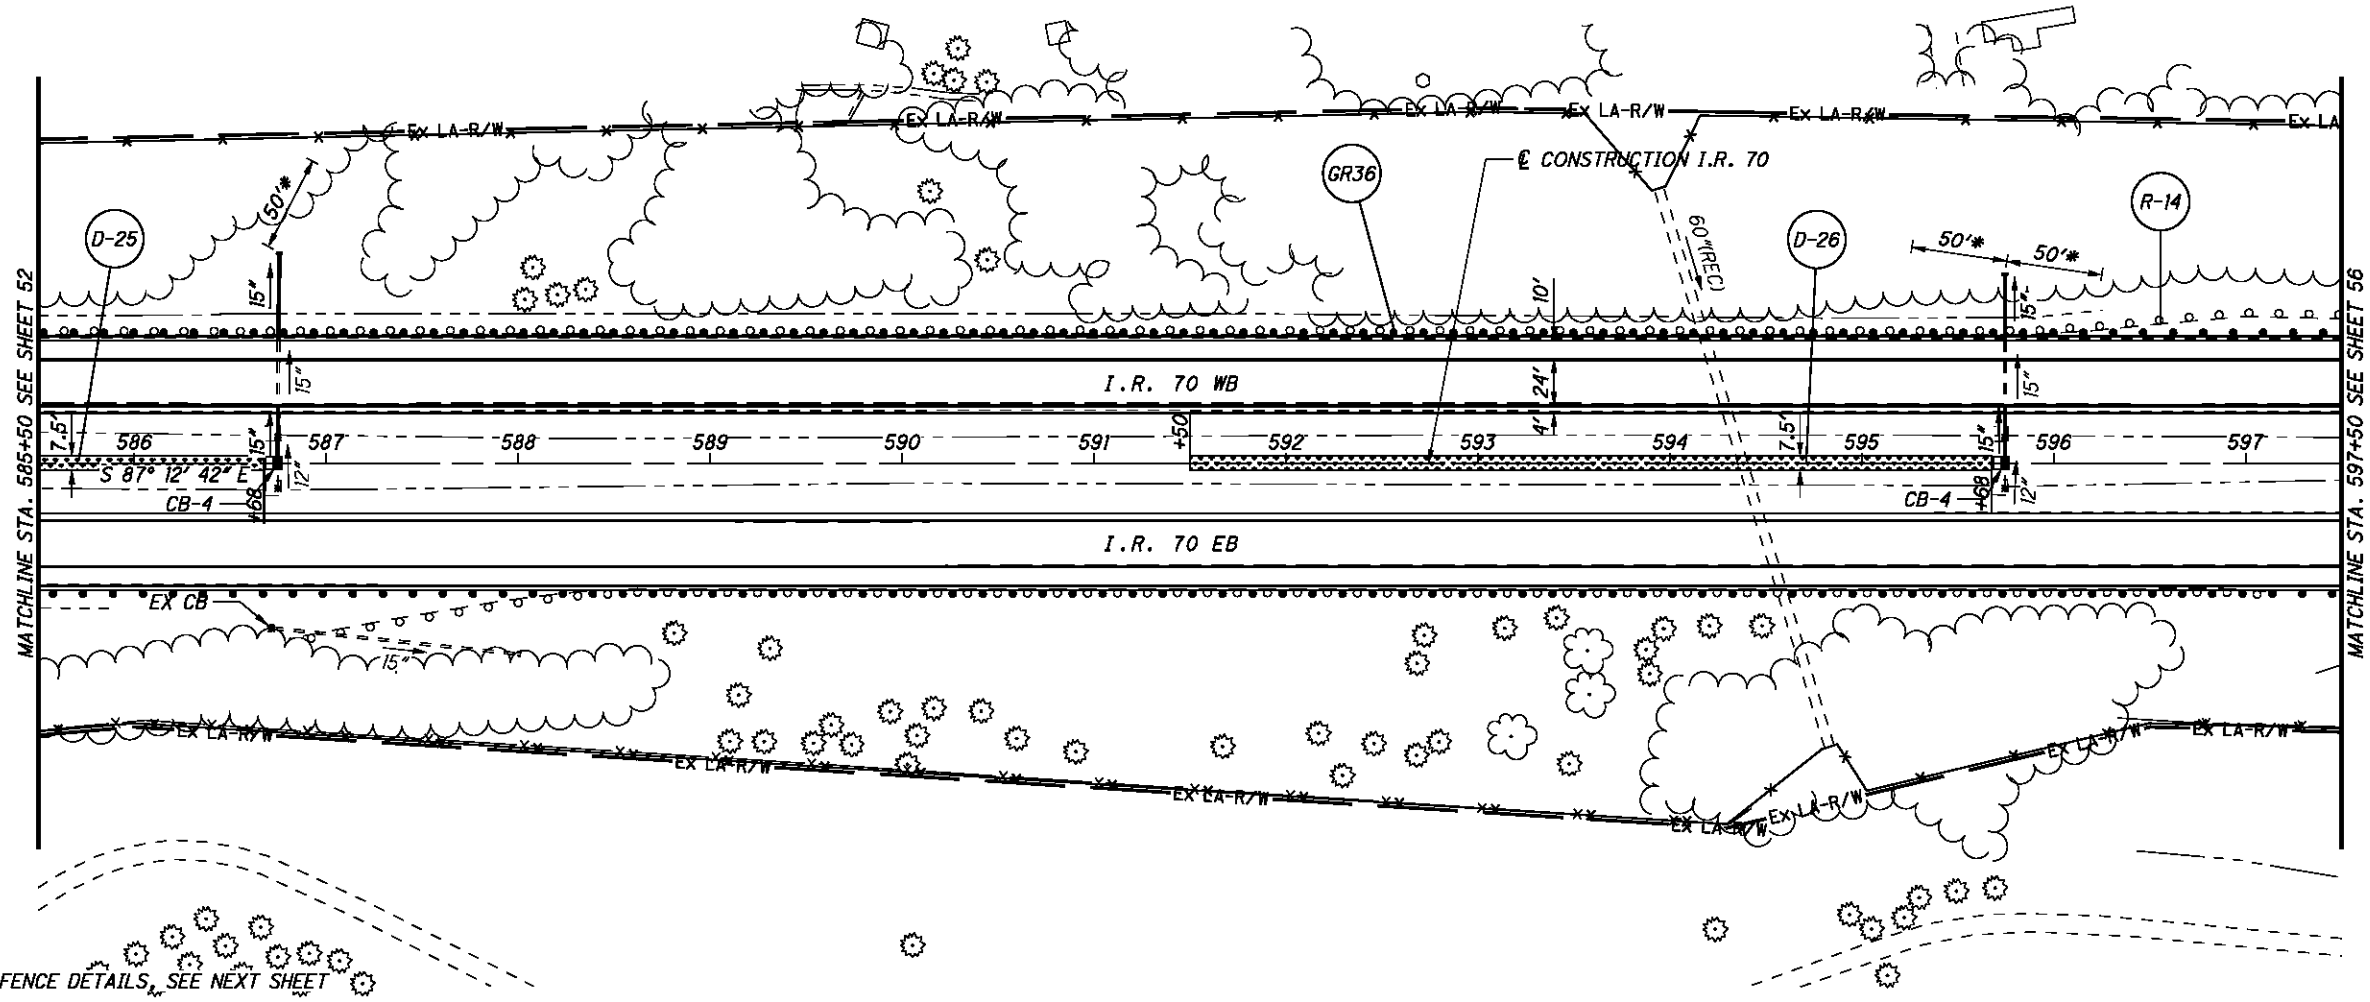 EX LA-R/W
EX LA-R/W
EX LA-R/W
EX LA-R/W
EX LA-R/W
EX LA
℄ CONSTRUCTION I.R. 70
GR36
R-14
D-25
D-26
50'*
60"(REC)
50'*
50'*
15"
10'
15"
MATCHLINE STA. 585+50 SEE SHEET 52
MATCHLINE STA. 597+50 SEE SHEET 56
15"
I.R. 70 WB
24'
15"
7.5'
586
15"
587
588
589
590
591
+50
592
4'
593
594
7.5'
595
15"
596
597
S 87° 12' 42" E
12"
CB-4
+68
CB-4
+68
12"
I.R. 70 EB
EX CB
15"
EX LA-R/W
EX LA-R/W
EX LA-R/W
EX LA-R/W
EX LA-R/W
EX LA-R/W
EX LA-R/W
FENCE DETAILS, SEE NEXT SHEET